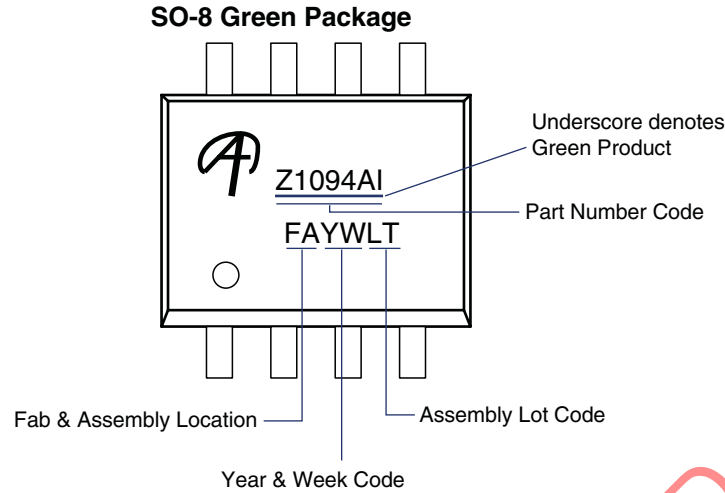 SO-8 Green Package
Underscore denotes
Green Product
Z1094AI
Part Number Code
FAYWLT
Fab & Assembly Location
Assembly Lot Code
Year & Week Code